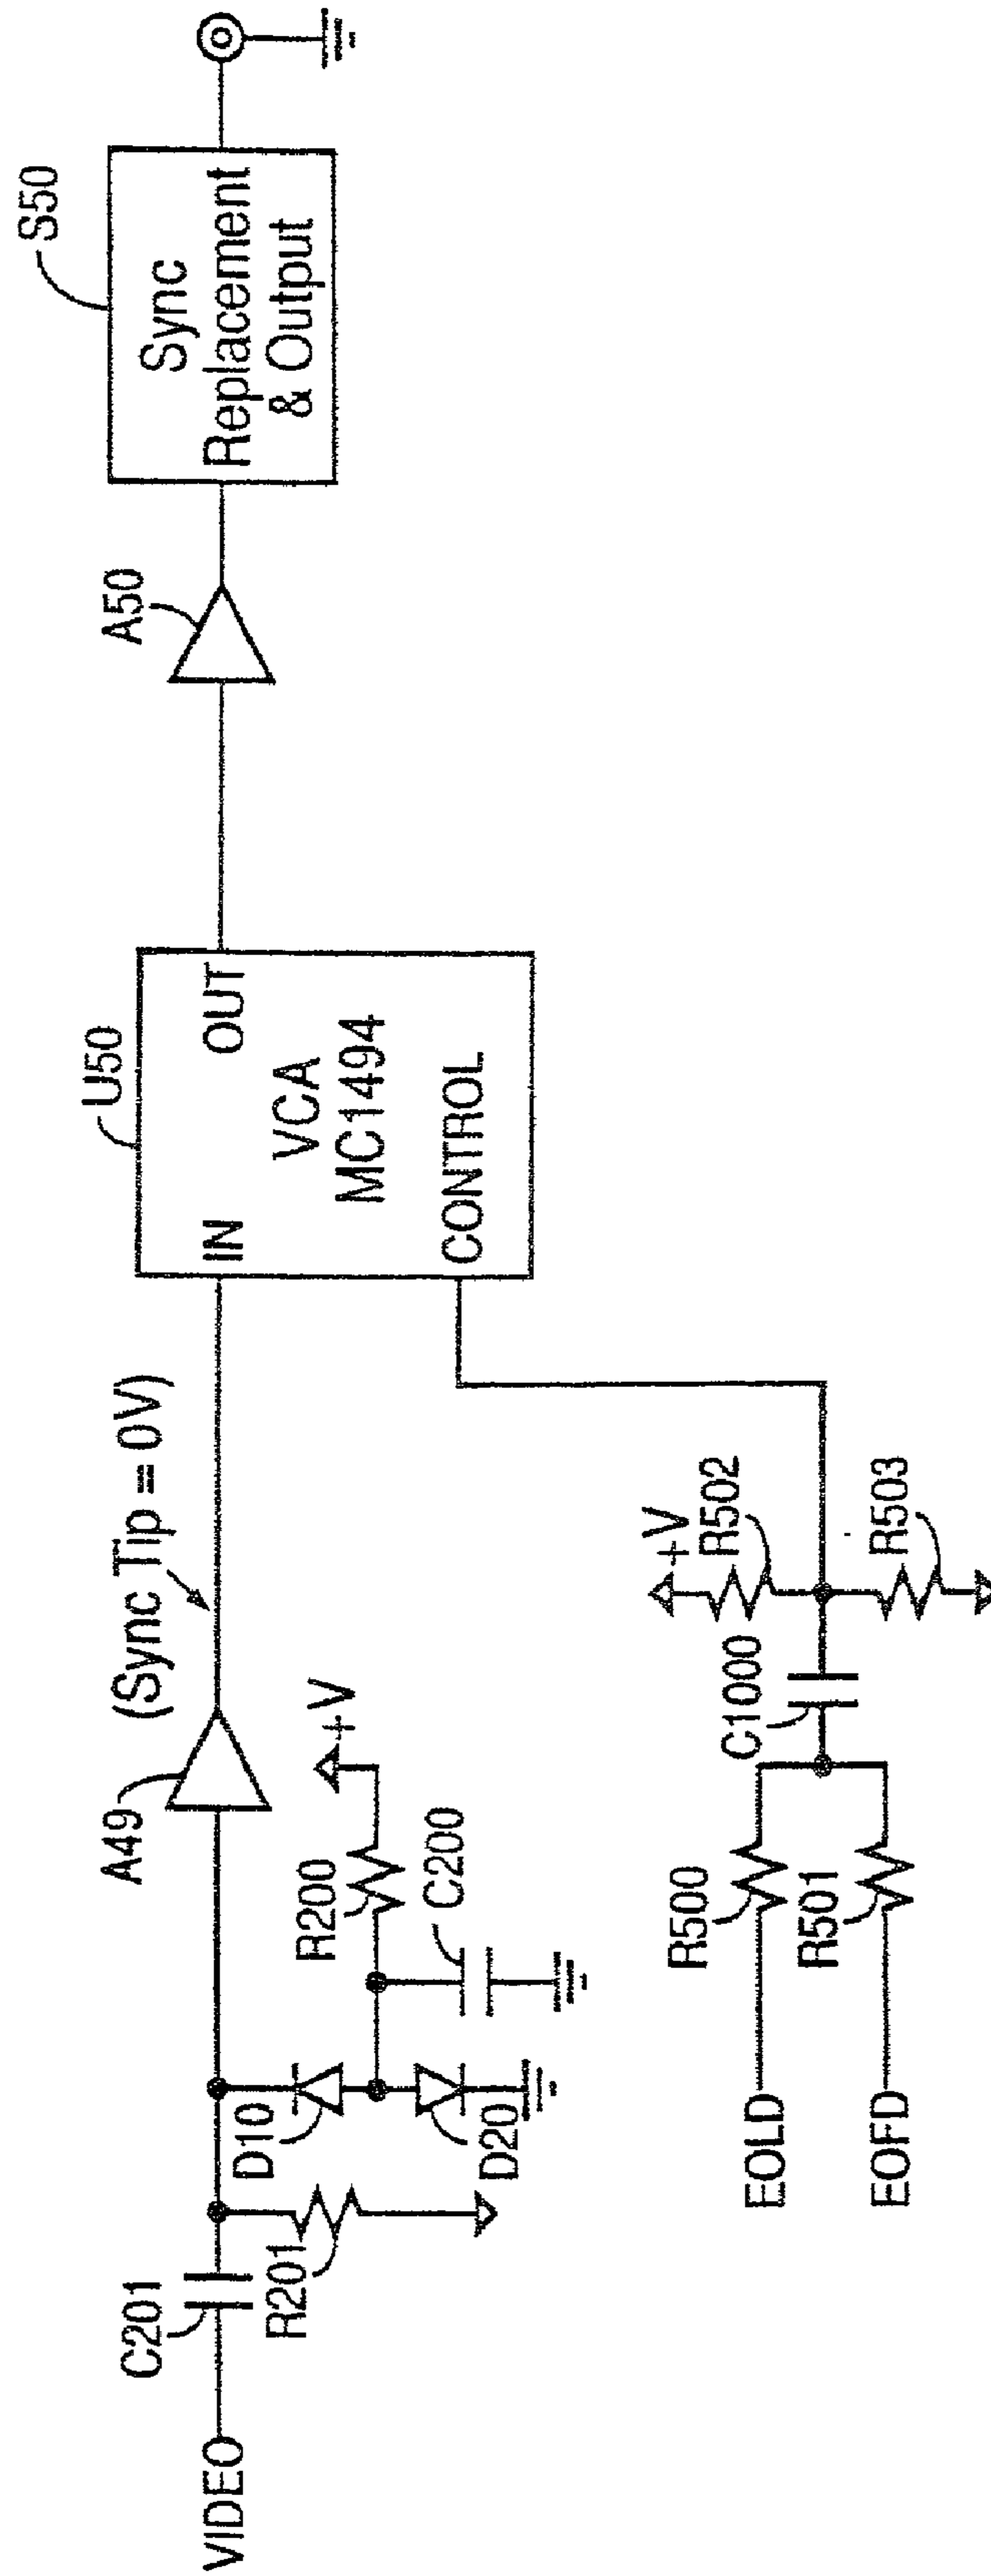 VIDEO
C201
R201
D10
D20
R200
+V
C200
A49
(Sync Tip = 0V)
U50
IN
OUT
VCA
MC1494
CONTROL
A50
S50
Sync
Replacement
& Output
EOLD
EOFD
R500
R501
C1000
+V
R502
R503